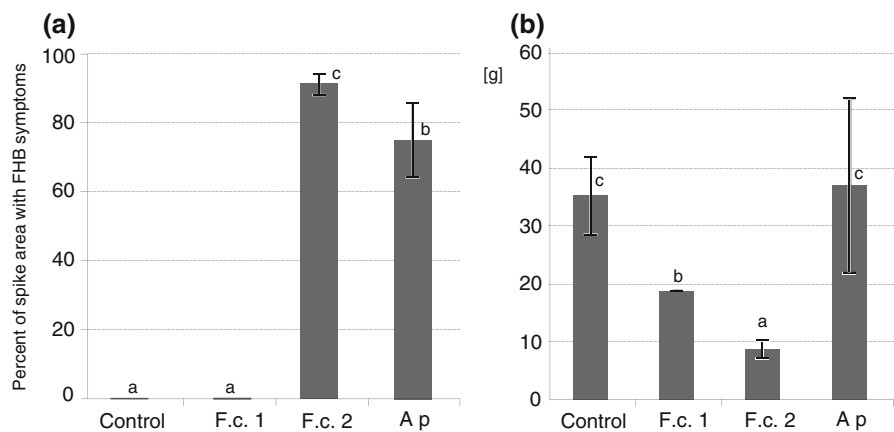 (a)
Percent of spike area with FHB symptoms
100
80
60
40
20
0
a
a
c
b
Control
F.c. 1
F.c. 2
A p
(b)
[g]
60
50
40
30
20
10
0
c
b
a
c
Control
F.c. 1
F.c. 2
A p